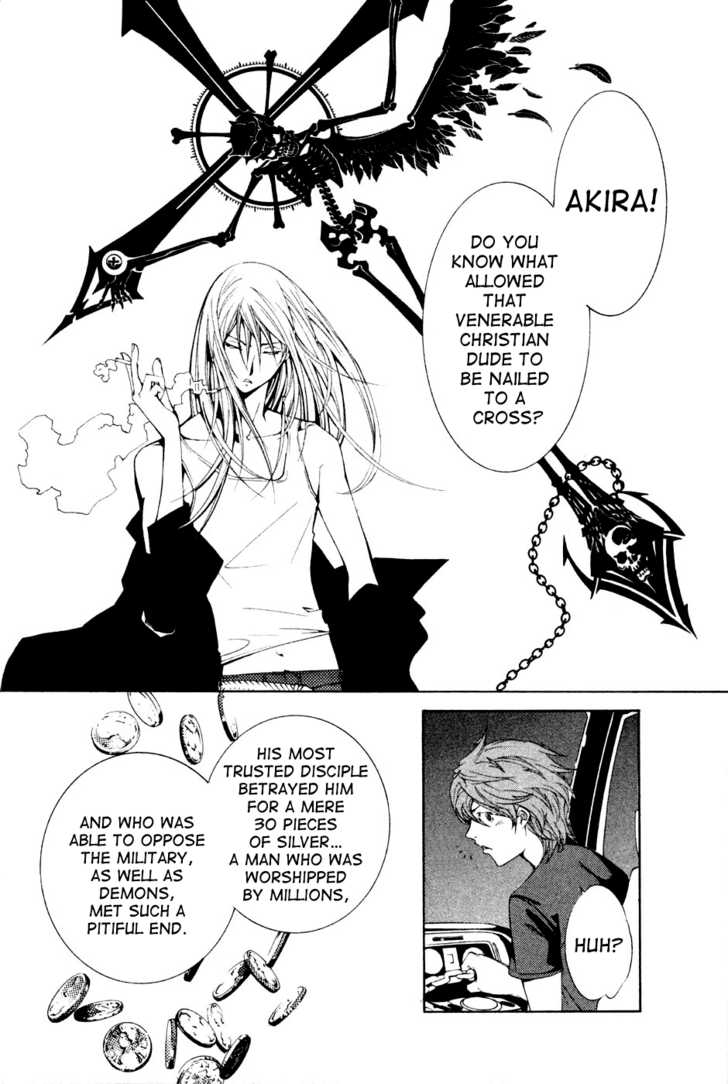 AKIRA!
DO YOU
KNOW WHAT
ALLOWED
THAT
VENERABLE
CHRISTIAN
DUDE TO
BE NAILED
TO A
CROSS?
HUH?
HIS MOST
TRUSTED DISCIPLE
BETRAYED HIM
FOR A MERE
30 PIECES
OF SILVER...
A MAN WHO WAS
WORSHIPPED
BY MILLIONS,
AND WHO WAS
ABLE TO OPPOSE
THE MILITARY,
AS WELL AS
DEMONS,
MET SUCH A
PITIFUL END.